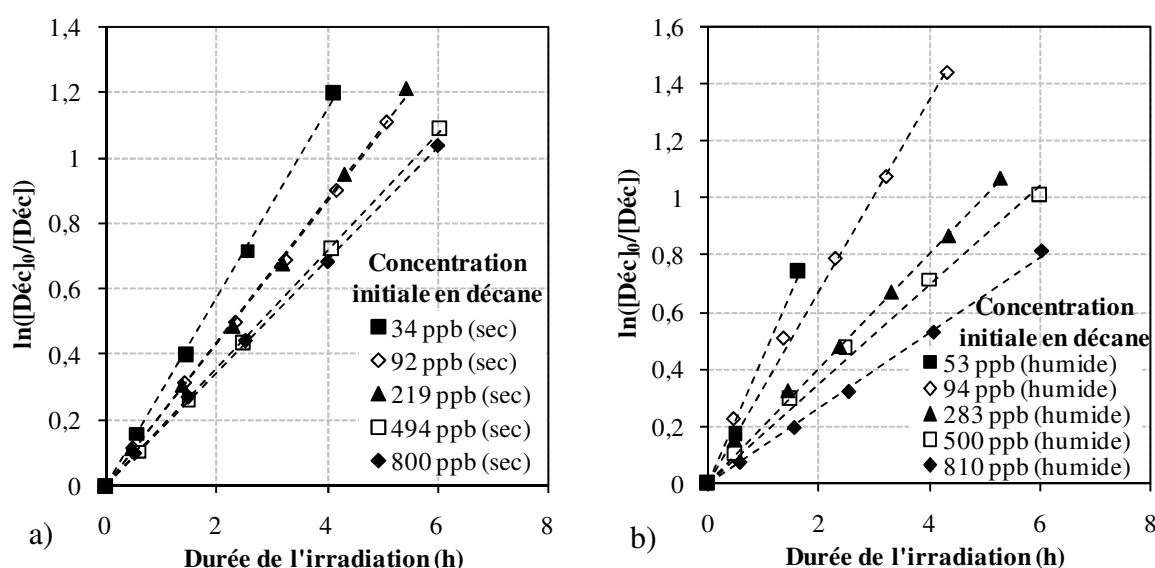 1,4
1,2
1
0,8
0,6
0,4
0,2
0
ln([Déc]₀/[Déc])
0 2 4 6 8
Durée de l'irradiation (h)
Concentration
initiale en décane
34 ppb (sec)
92 ppb (sec)
219 ppb (sec)
494 ppb (sec)
800 ppb (sec)
a)
1,6
1,4
1,2
1
0,8
0,6
0,4
0,2
0
ln([Déc]₀/[Déc])
0 2 4 6 8
Durée de l'irradiation (h)
Concentration
initiale en décane
53 ppb (humide)
94 ppb (humide)
283 ppb (humide)
500 ppb (humide)
810 ppb (humide)
b)